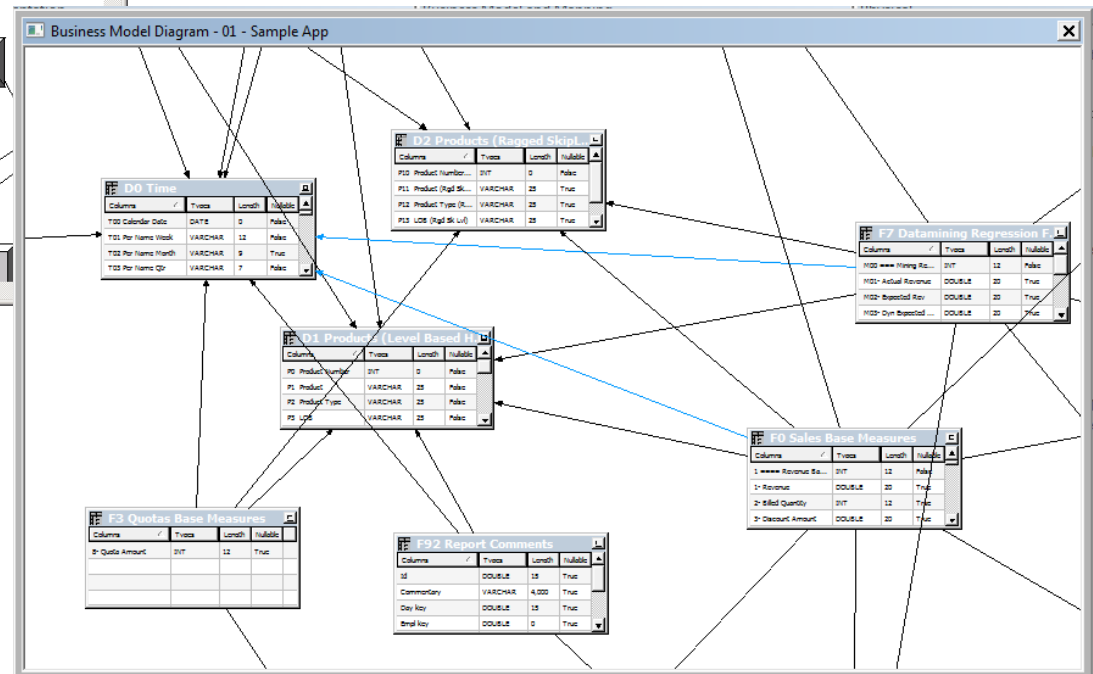 Business Model Diagram - 01 - Sample App
D2 Products (Ragged SkipL...
Columns Types Length Nullable
P10 Product Number... INT 0 False
P11 Product (Rgd Sk... VARCHAR 25 True
P12 Product Type (R... VARCHAR 25 True
P13 LOB (Rgd Sk Lvl) VARCHAR 25 True
D0 Time
Columns Types Length Nullable
T00 Calendar Date DATE 0 False
T01 Per Name Week VARCHAR 12 False
T02 Per Name Month VARCHAR 9 True
T03 Per Name Qtr VARCHAR 7 False
F7 Datamining Regression F...
Columns Types Length Nullable
M00 === Mining Re... INT 12 False
M01- Actual Revenue DOUBLE 20 True
M02- Expected Rev DOUBLE 20 True
M03- Dyn Expected ... DOUBLE 20 True
D1 Products (Level Based H...
Columns Types Length Nullable
P0 Product Number INT 0 False
P1 Product VARCHAR 25 False
P2 Product Type VARCHAR 25 False
P3 LOB VARCHAR 25 False
F0 Sales Base Measures
Columns Types Length Nullable
1 ==== Revenue Ba... INT 12 False
1- Revenue DOUBLE 20 True
2- Billed Quantity INT 12 True
3- Discount Amount DOUBLE 20 True
F3 Quotas Base Measures
Columns Types Length Nullable
8- Quota Amount INT 12 True
F92 Report Comments
Columns Types Length Nullable
Id DOUBLE 15 True
Commentary VARCHAR 4,000 True
Day key DOUBLE 15 True
Empl key DOUBLE 0 True